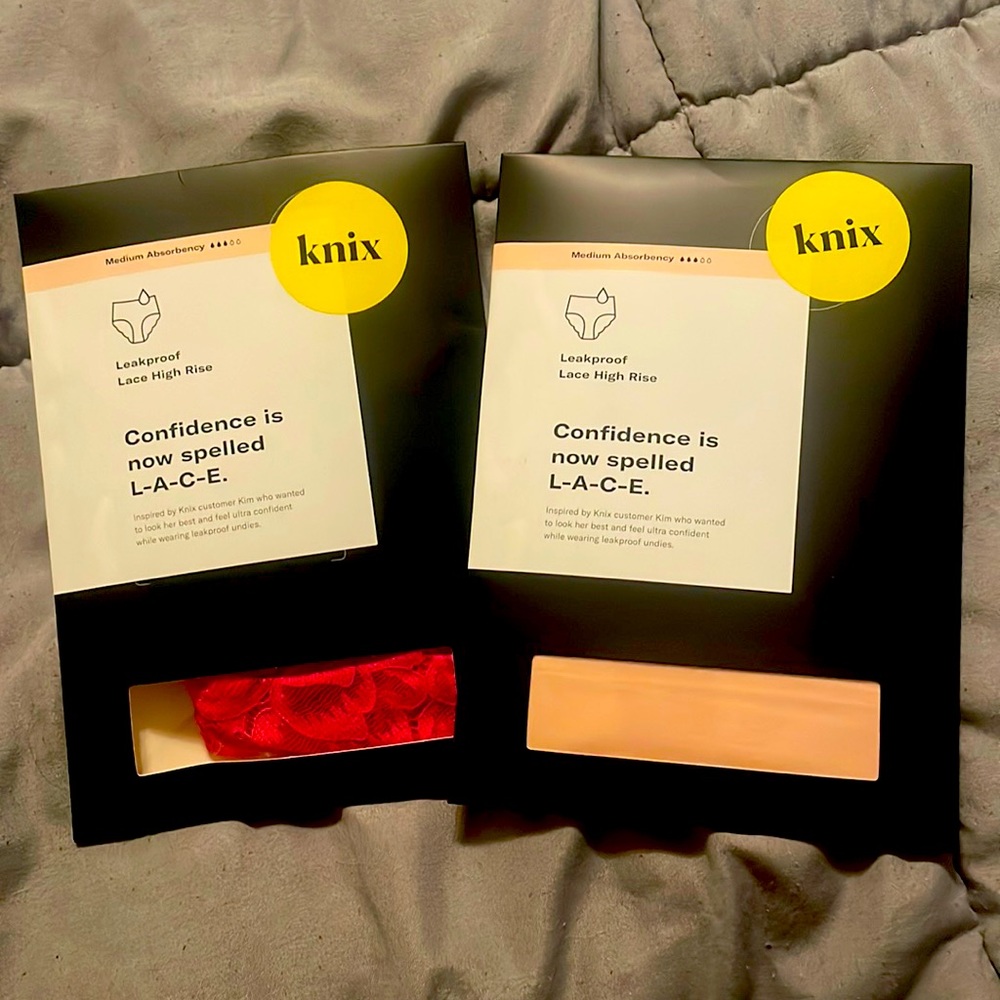 knix
Medium Absorbency
Leakproof
Lace High Rise
Confidence is
now spelled
L-A-C-E.
Inspired by Knix customer Kim who wanted
to look her best and feel ultra confident
while wearing leakproof undies.
knix
Medium Absorbency
Leakproof
Lace High Rise
Confidence is
now spelled
L-A-C-E.
Inspired by Knix customer Kim who wanted
to look her best and feel ultra confident
while wearing leakproof undies.